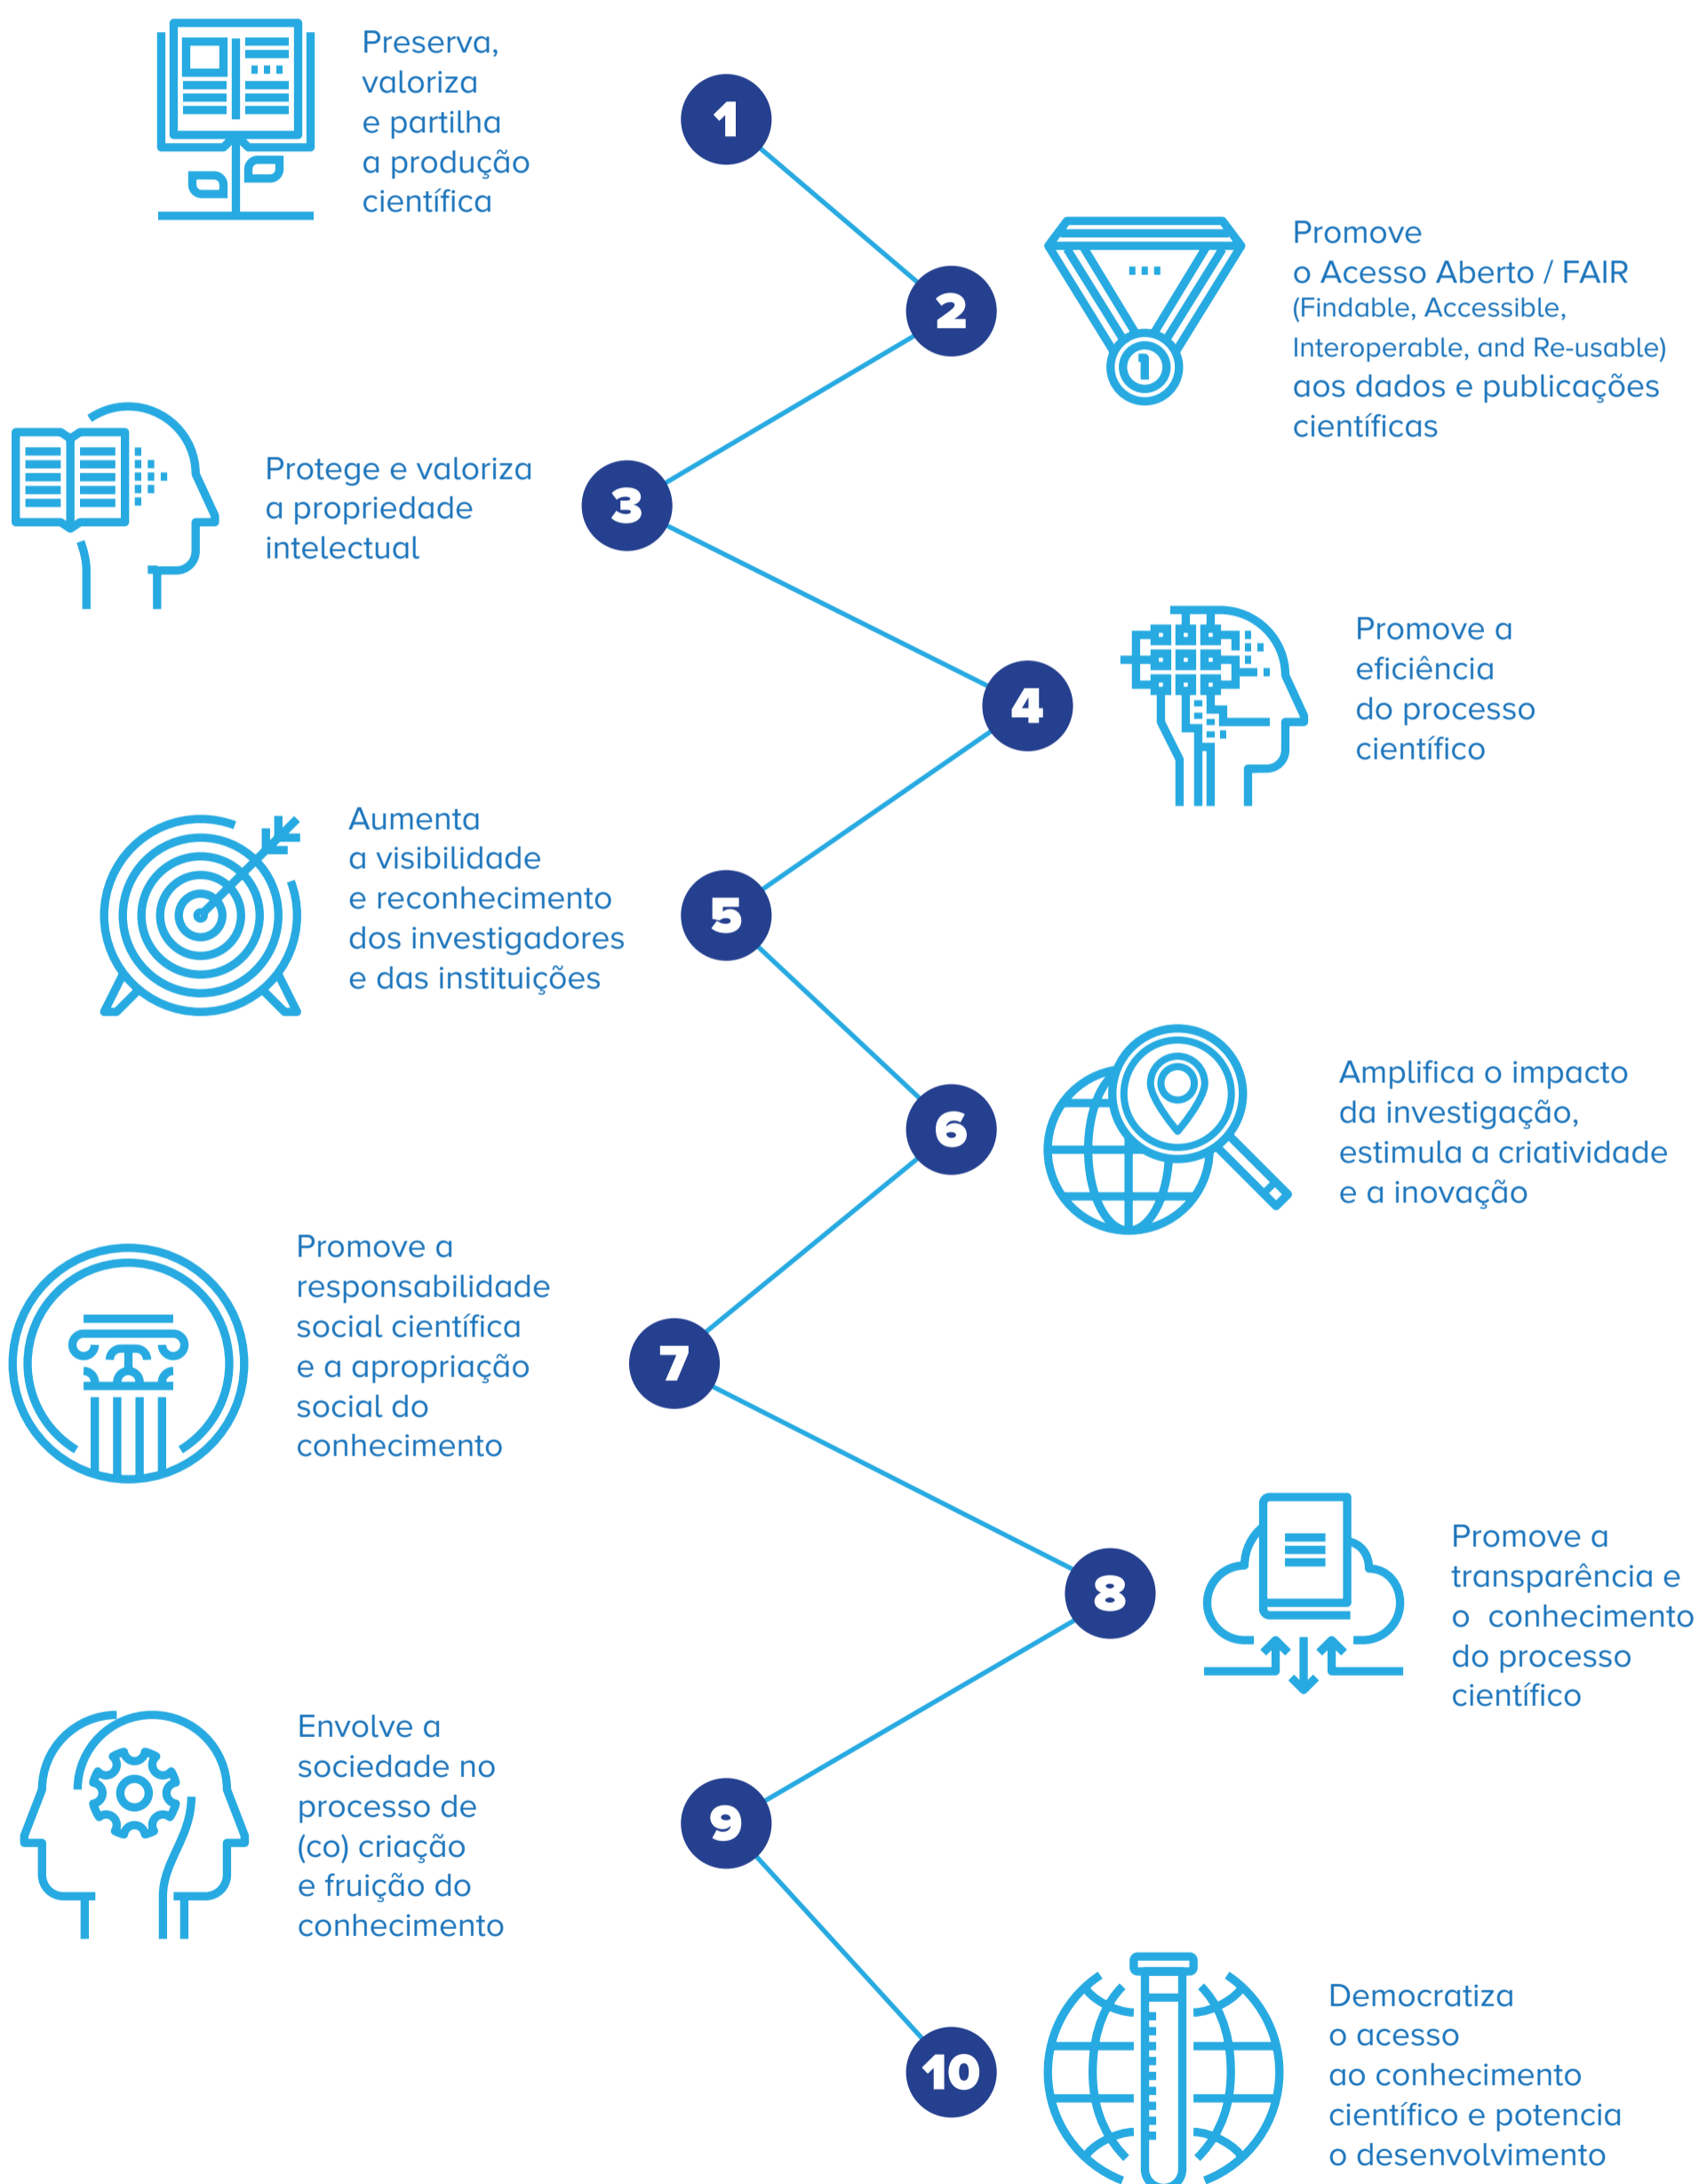 Preserva,
valoriza
e partilha
a produção
científica
1
2
Promove
o Acesso Aberto / FAIR
(Findable, Accessible,
Interoperable, and Re-usable)
aos dados e publicações
científicas
1
Protege e valoriza
a propriedade
intelectual
3
4
Promove a
eficiência
do processo
científico
Aumenta
a visibilidade
e reconhecimento
dos investigadores
e das instituições
5
6
Amplifica o impacto
da investigação,
estimula a criatividade
e a inovação
Promove a
responsabilidade
social científica
e a apropriação
social do
conhecimento
7
8
Promove a
transparência e
o  conhecimento
do processo
científico
Envolve a
sociedade no
processo de
(co) criação
e fruição do
conhecimento
9
10
Democratiza
o acesso
ao conhecimento
científico e potencia
o desenvolvimento